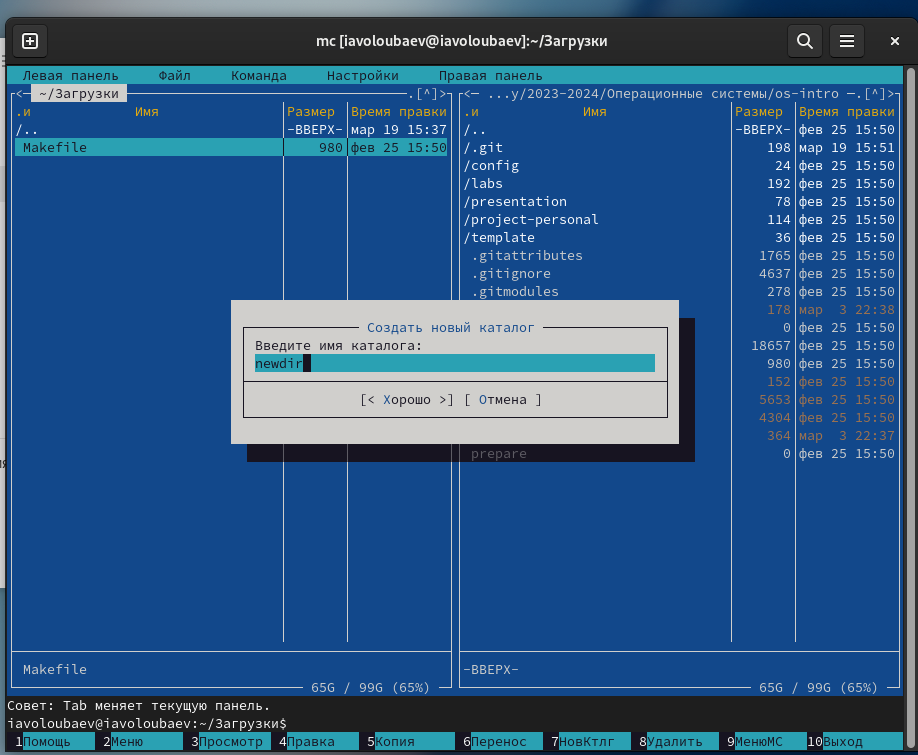 mc [iavoloubaev@iavoloubaev]:~/Загрузки
Левая панель Файл Команда Настройки Правая панель
<─ ~/Загрузки ─.[^]>
.и Имя Размер Время правки
/.. -ВВЕРХ- мар 19 15:37
Makefile 980 фев 25 15:50
<─ ...y/2023-2024/Операционные системы/os-intro ─.[^]>
.и Имя Размер Время правки
/.. -ВВЕРХ- фев 25 15:50
/.git 198 мар 19 15:51
/config 24 фев 25 15:50
/labs 192 фев 25 15:50
/presentation 78 фев 25 15:50
/project-personal 114 фев 25 15:50
/template 36 фев 25 15:50
.gitattributes 1765 фев 25 15:50
.gitignore 4637 фев 25 15:50
.gitmodules 278 фев 25 15:50
178 мар 3 22:38
0 фев 25 15:50
18657 фев 25 15:50
980 фев 25 15:50
152 фев 25 15:50
5653 фев 25 15:50
4304 фев 25 15:50
364 мар 3 22:37
prepare 0 фев 25 15:50
Создать новый каталог
Введите имя каталога:
newdir
[< Хорошо >] [ Отмена ]
Makefile
65G / 99G (65%)
-ВВЕРХ-
65G / 99G (65%)
Совет: Tab меняет текущую панель.
iavoloubaev@iavoloubaev:~/Загрузки$
1Помощь 2Меню 3Просмотр 4Правка 5Копия 6Перенос 7НовКтлг 8Удалить 9МенюMC 10Выход